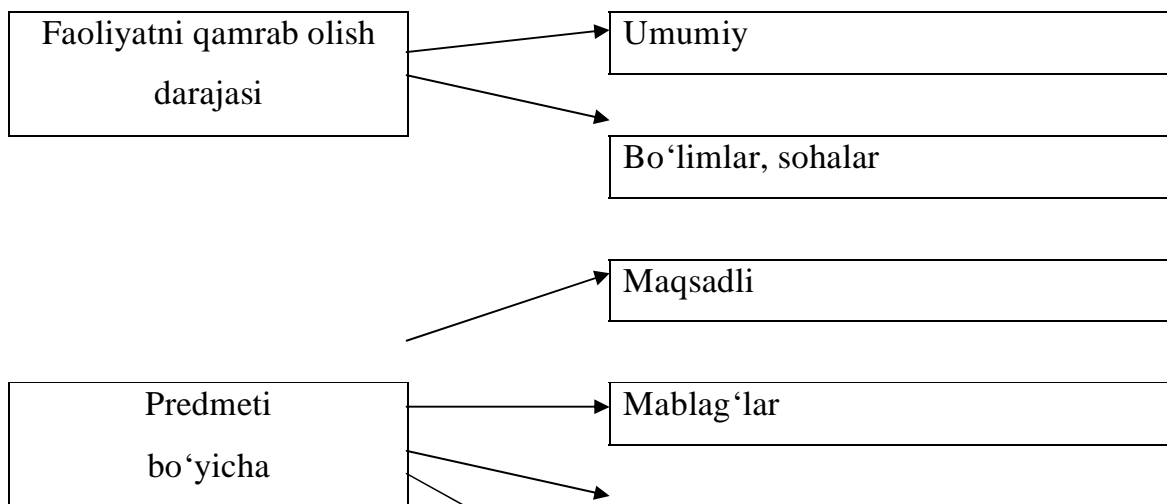 Faoliyatni qamrab olish
darajasi
Umumiy
Bo‘limlar, sohalar
Maqsadli
Predmeti
bo‘yicha
Mablag‘lar